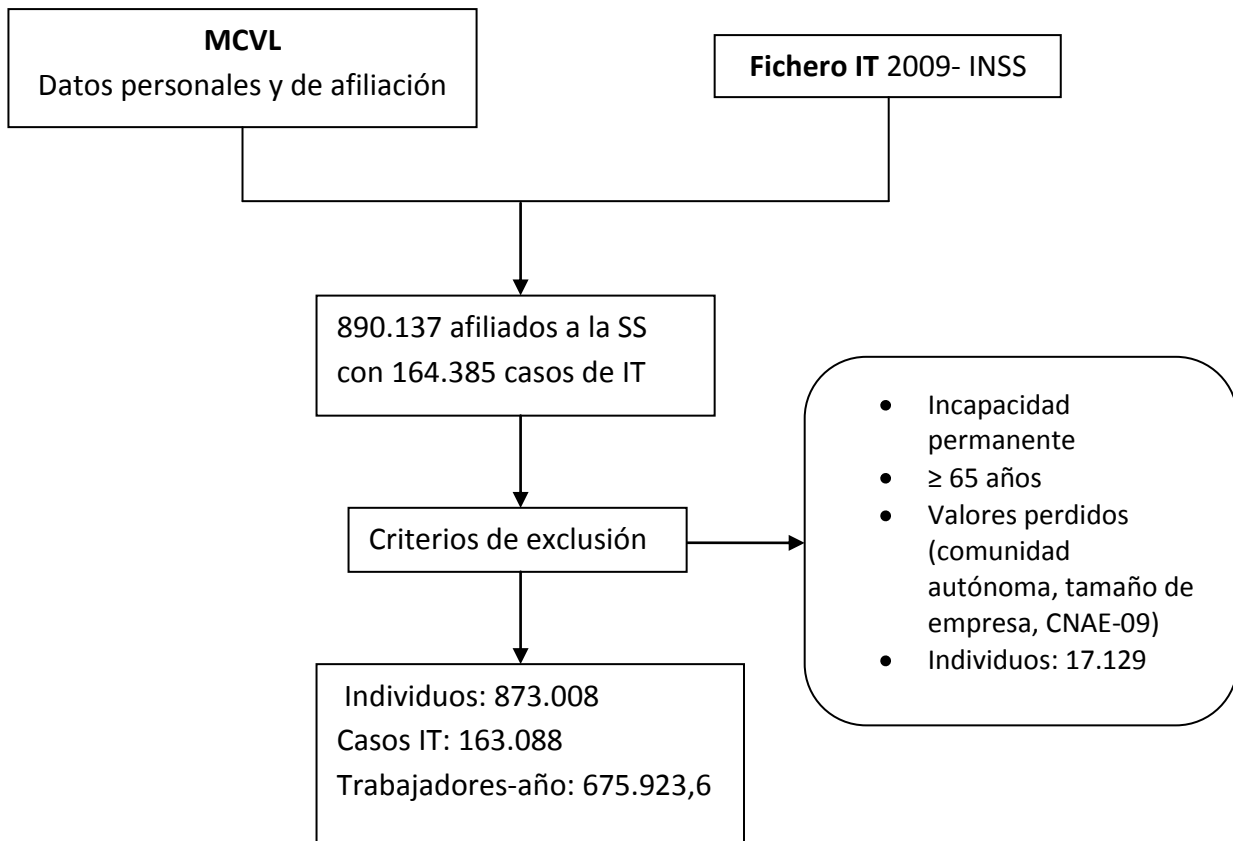 MCVL
Datos personales y de afiliación
Fichero IT 2009- INSS
890.137 afiliados a la SS
con 164.385 casos de IT
Criterios de exclusión
• Incapacidad
permanente
• ≥ 65 años
• Valores perdidos
(comunidad
autónoma, tamaño de
empresa, CNAE-09)
• Individuos: 17.129
Individuos: 873.008
Casos IT: 163.088
Trabajadores-año: 675.923,6